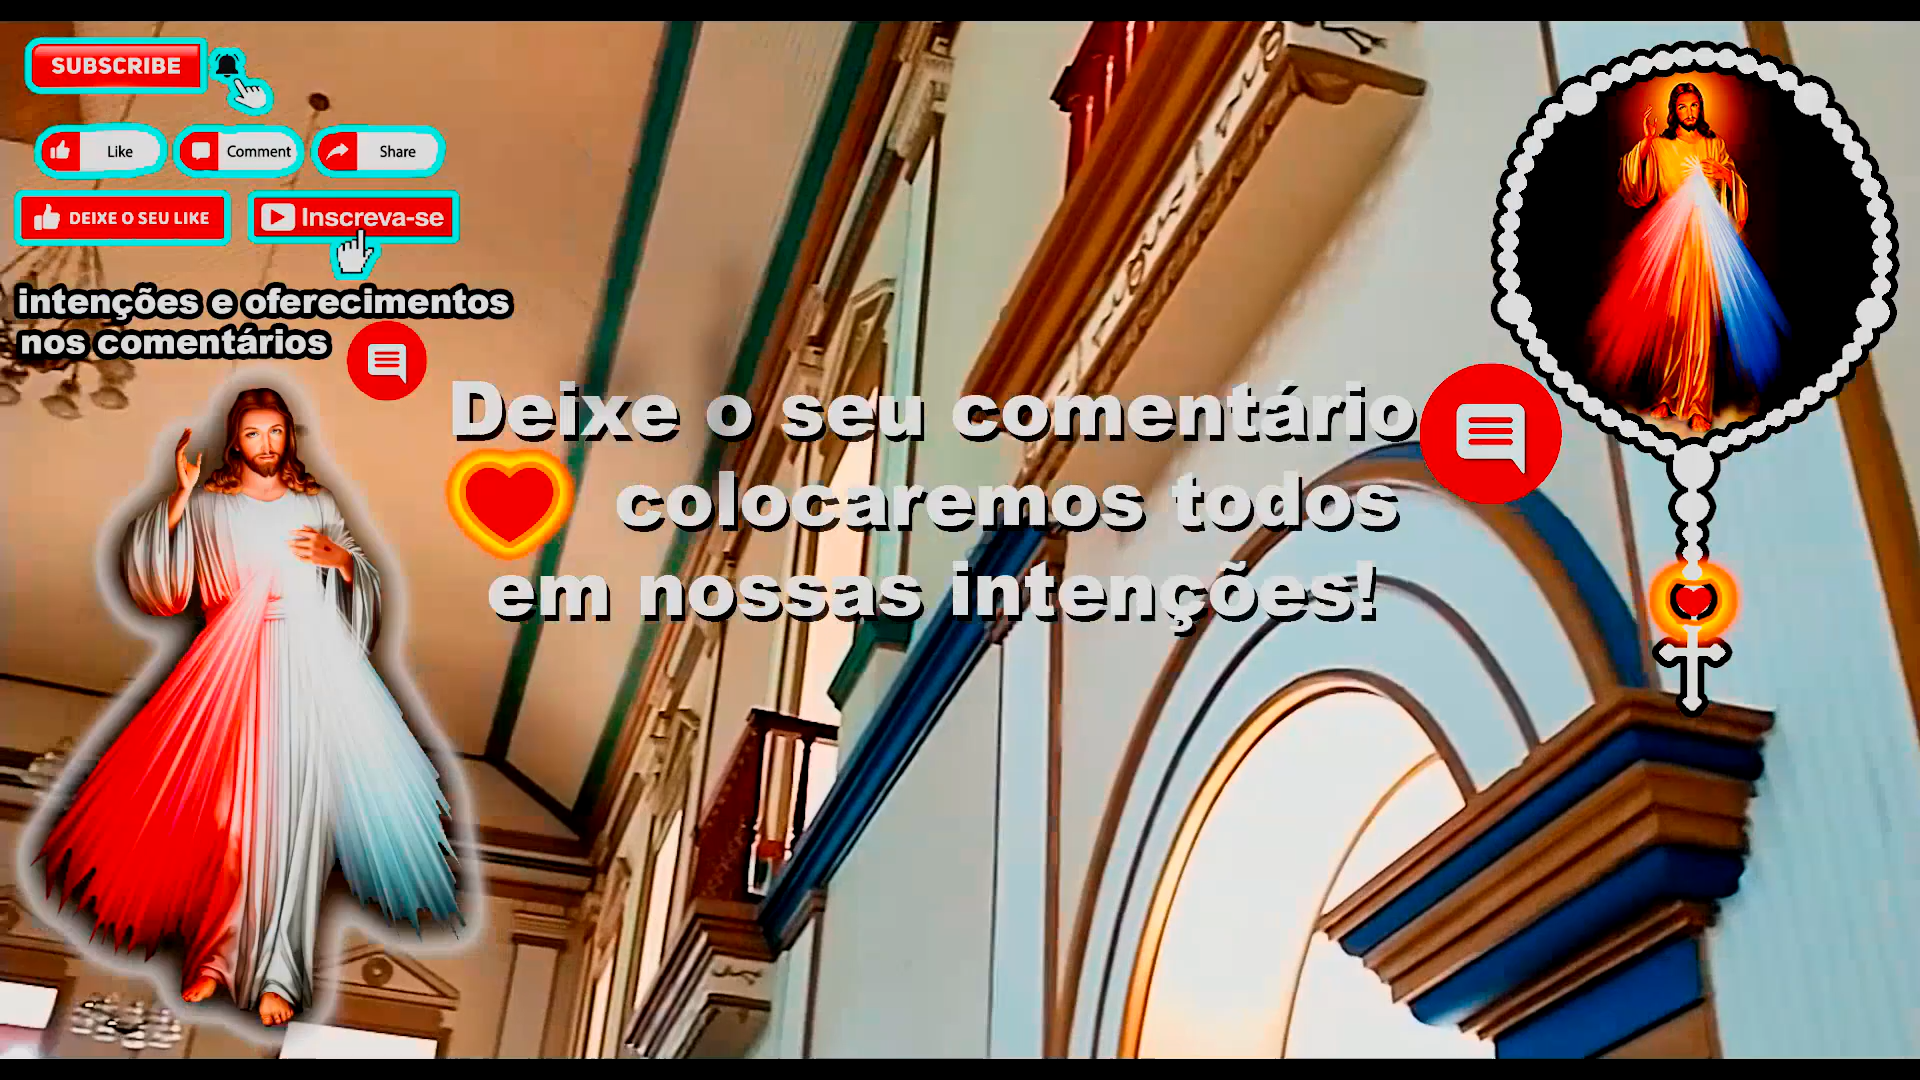 SUBSCRIBE
Like
Comment
Share
DEIXE O SEU LIKE
Inscreva-se
intenções e oferecimentos
nos comentários
Deixe o seu comentário
colocaremos todos
em nossas intenções!